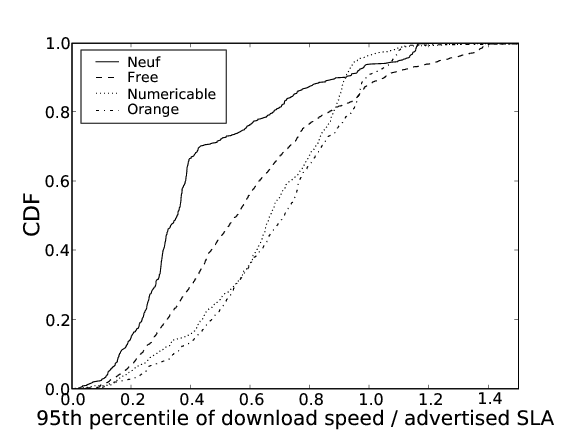 1.0
0.8
0.6
0.4
0.2
0.0
CDF
Neuf
Free
Numericable
Orange
0.0 0.2 0.4 0.6 0.8 1.0 1.2 1.4
95th percentile of download speed / advertised SLA